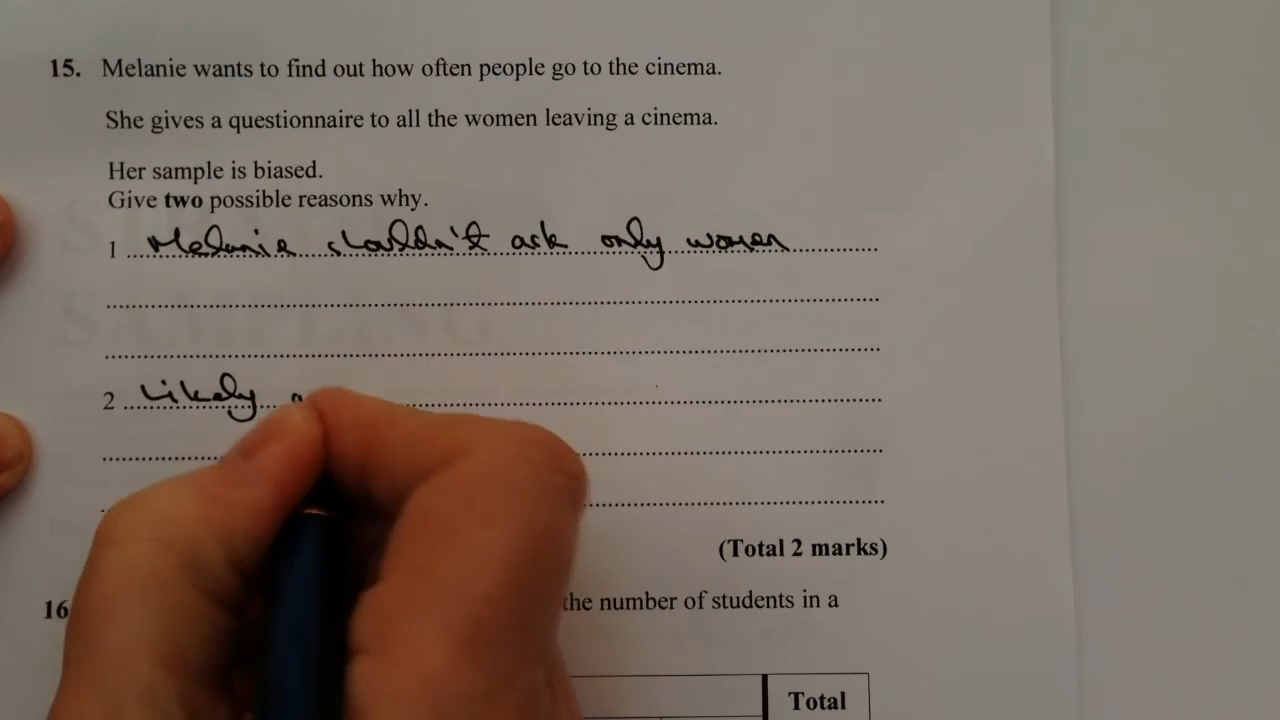 15. Melanie wants to find out how often people go to the cinema.
She gives a questionnaire to all the women leaving a cinema.
Her sample is biased.
Give two possible reasons why.
1 Melanie shouldn't ask only women
2 Likely
(Total 2 marks)
16 the number of students in a
Total